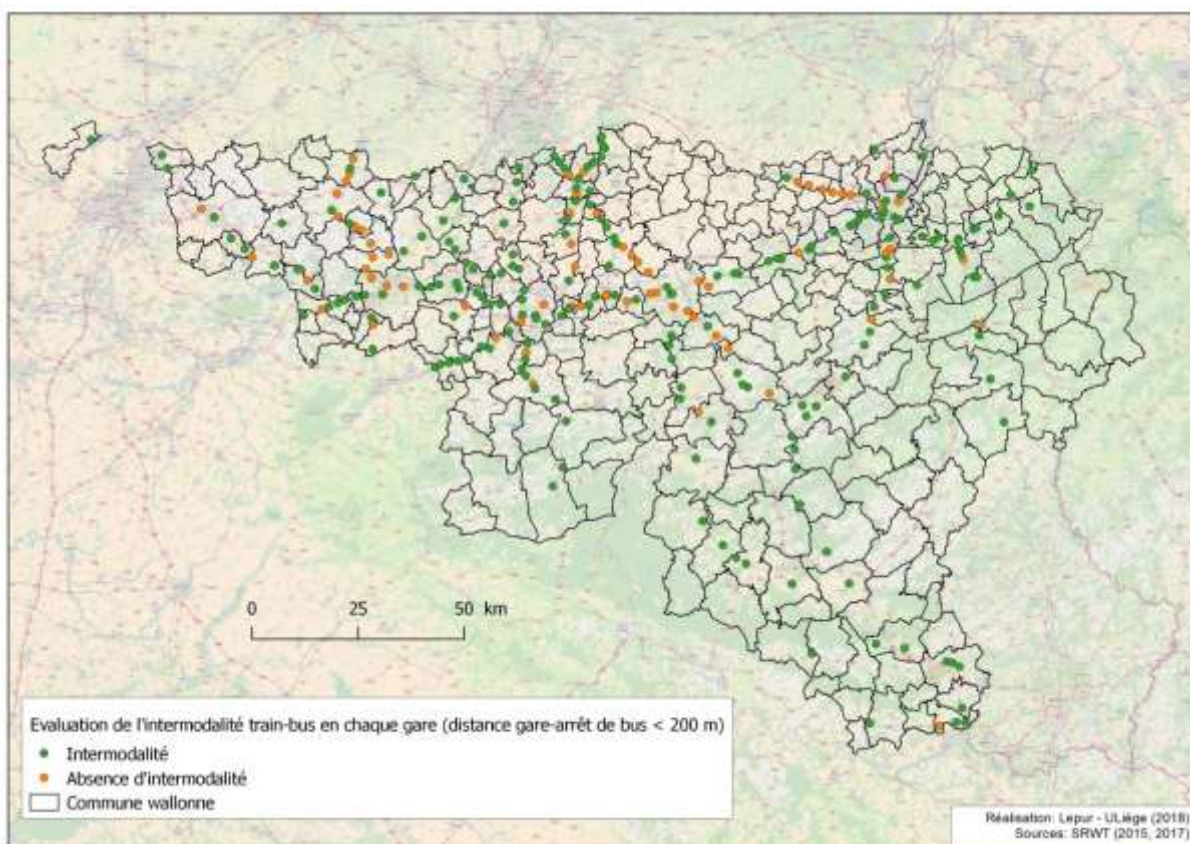 0 25 50 km
Evaluation de l'intermodalité train-bus en chaque gare (distance gare-arrêt de bus < 200 m)
Intermodalité
Absence d'intermodalité
Commune wallonne
Réalisation: Lepur - ULiège (2018)
Sources: SRWT (2015, 2017)